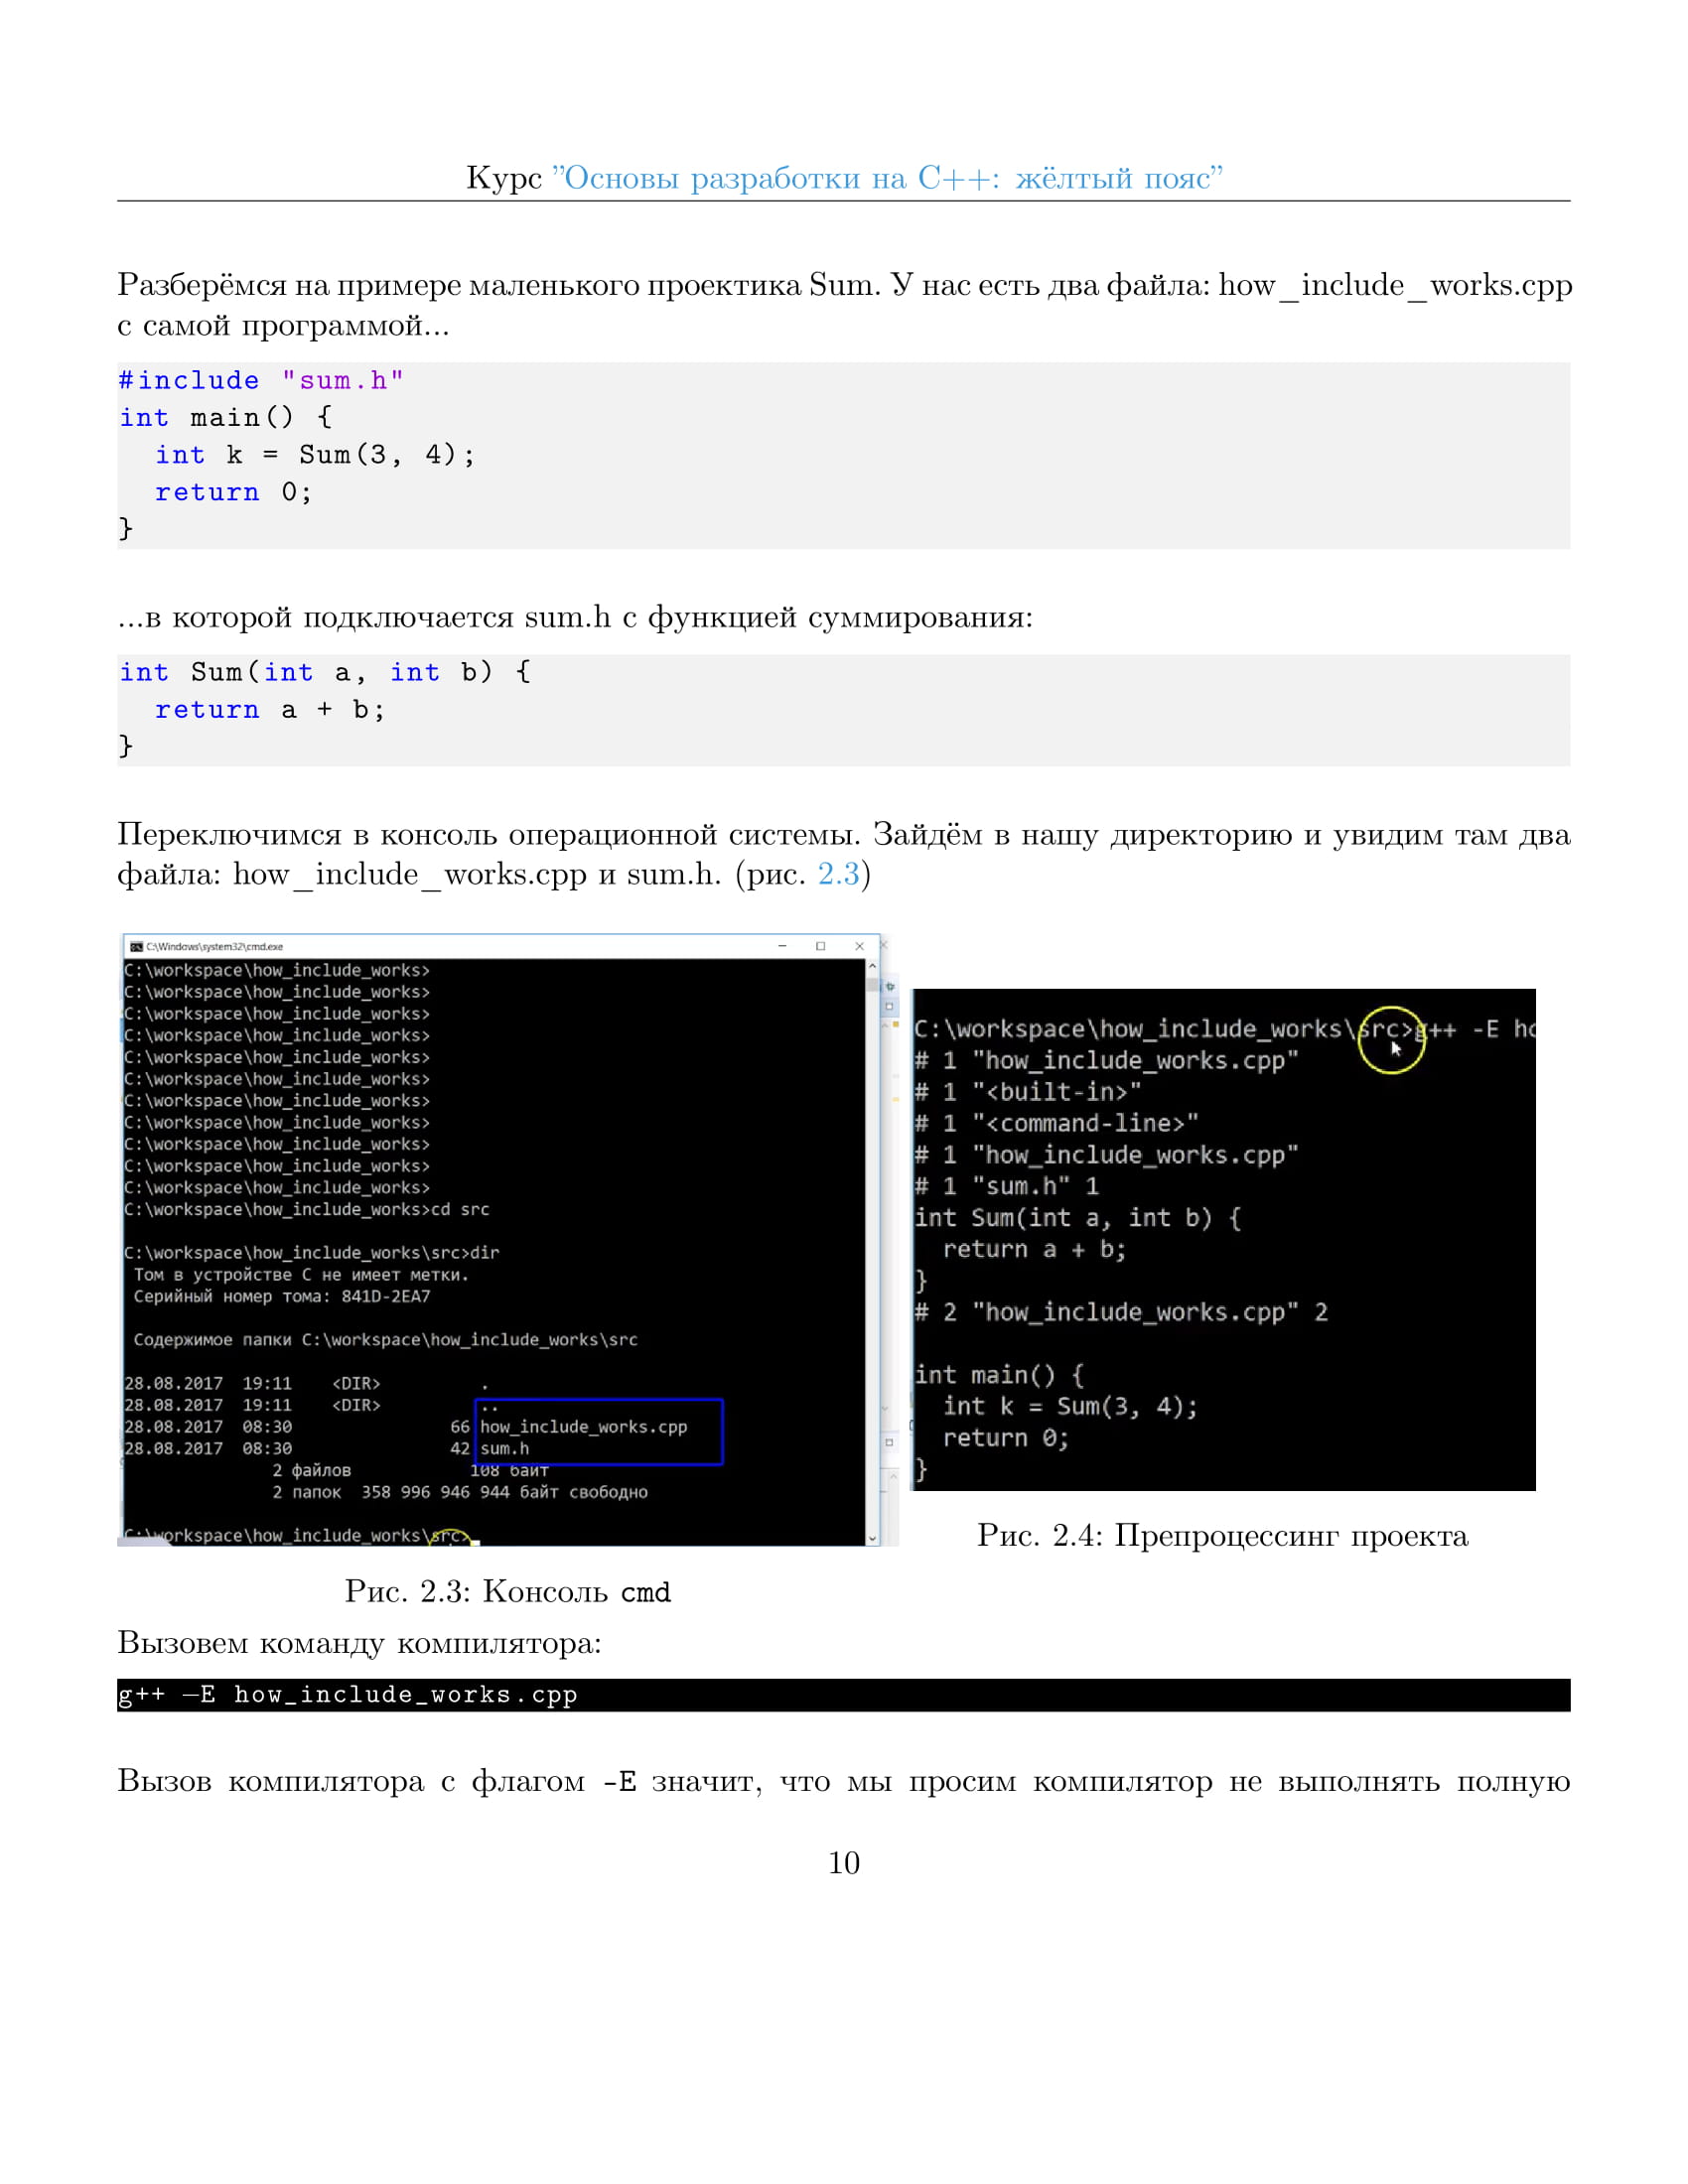 Курс ”Основы разработки на C++: жёлтый пояс”
Разберёмся на примере маленького проектика Sum. У нас есть два файла: how_include_works.cpp
с самой программой...
#include "sum.h"
int main() {
  int k = Sum(3, 4);
  return 0;
}
...в которой подключается sum.h с функцией суммирования:
int Sum(int a, int b) {
  return a + b;
}
Переключимся в консоль операционной системы. Зайдём в нашу директорию и увидим там два
файла: how_include_works.cpp и sum.h. (рис. 2.3)
C:\Windows\system32\cmd.exe
C:\workspace\how_include_works>
C:\workspace\how_include_works>
C:\workspace\how_include_works>
C:\workspace\how_include_works>
C:\workspace\how_include_works>
C:\workspace\how_include_works>
C:\workspace\how_include_works>
C:\workspace\how_include_works>
C:\workspace\how_include_works>
C:\workspace\how_include_works>
C:\workspace\how_include_works>
C:\workspace\how_include_works>cd src
C:\workspace\how_include_works\src>dir
Том в устройстве C не имеет метки.
Серийный номер тома: 841D-2EA7
Содержимое папки C:\workspace\how_include_works\src
28.08.2017 19:11 <DIR> .
28.08.2017 19:11 <DIR> ..
28.08.2017 08:30 66 how_include_works.cpp
28.08.2017 08:30 42 sum.h
2 файлов 108 байт
2 папок 358 996 946 944 байт свободно
C:\workspace\how_include_works\src>
Рис. 2.3: Консоль cmd
C:\workspace\how_include_works\src>g++ -E ho
# 1 "how_include_works.cpp"
# 1 "<built-in>"
# 1 "<command-line>"
# 1 "how_include_works.cpp"
# 1 "sum.h" 1
int Sum(int a, int b) {
  return a + b;
}
# 2 "how_include_works.cpp" 2
int main() {
  int k = Sum(3, 4);
  return 0;
}
Рис. 2.4: Препроцессинг проекта
Вызовем команду компилятора:
g++ −E how_include_works.cpp
Вызов компилятора с флагом -E значит, что мы просим компилятор не выполнять полную
10